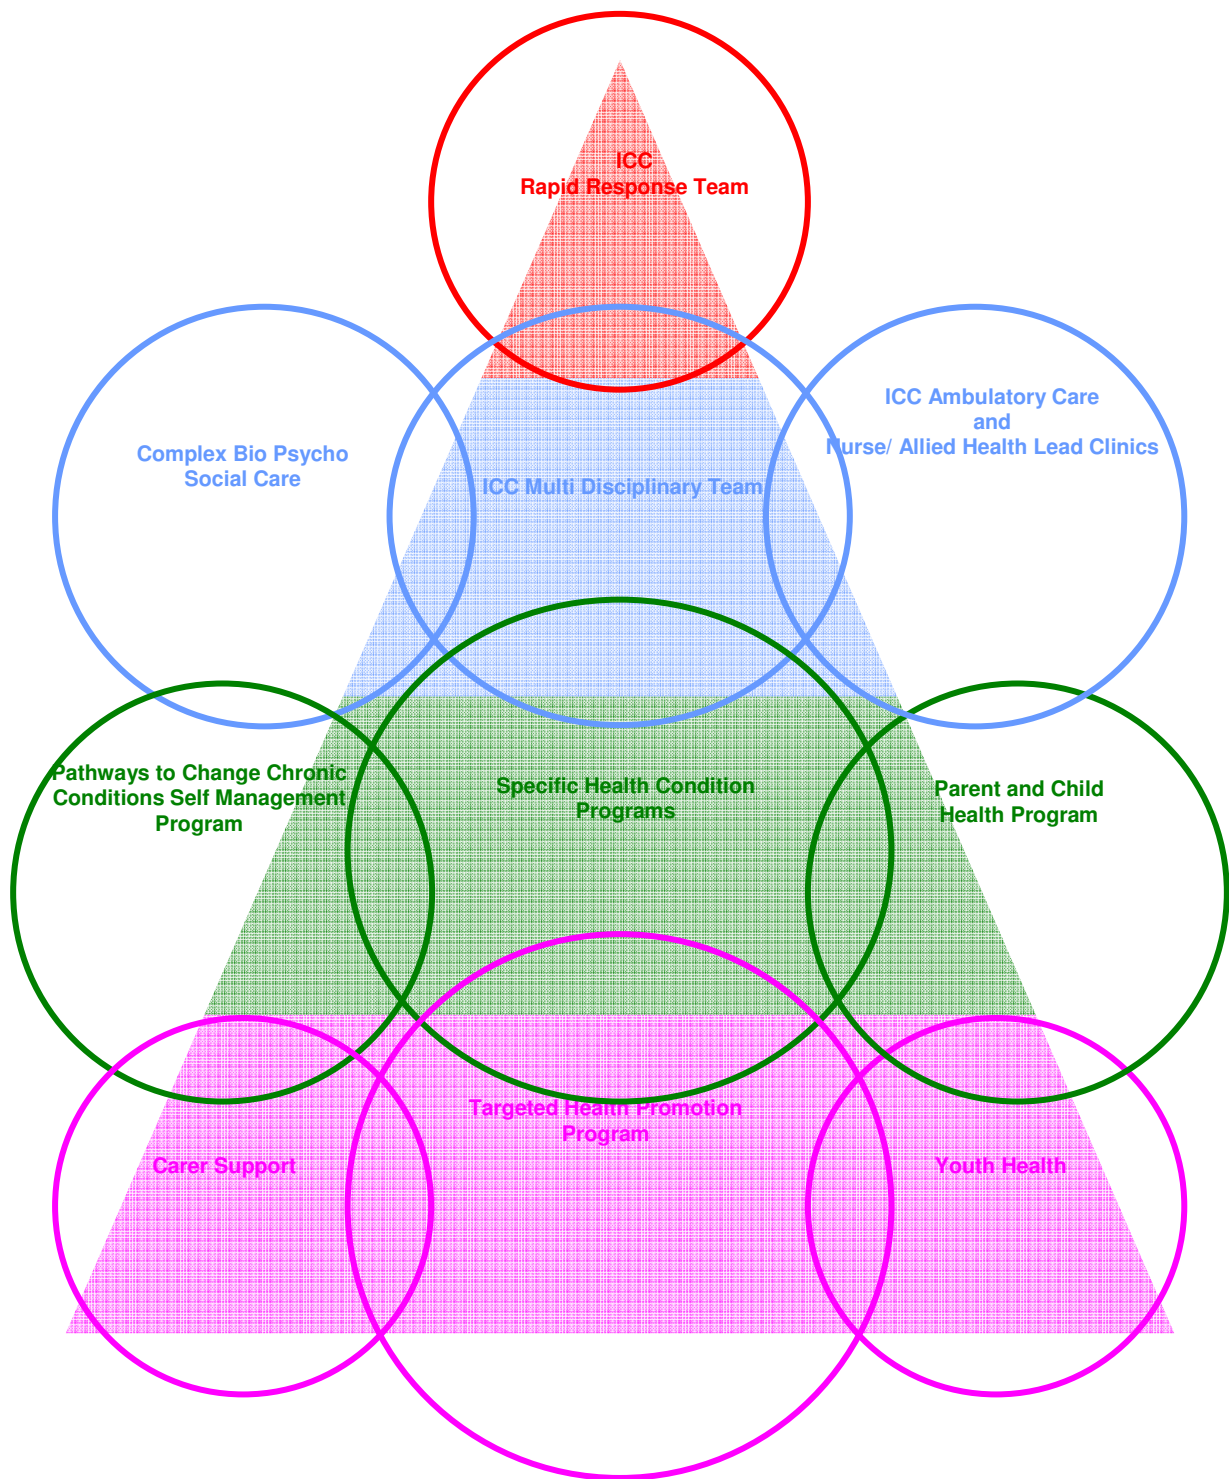 ICC
Rapid Response Team
ICC Ambulatory Care
and
Nurse/ Allied Health Lead Clinics
Complex Bio Psycho
Social Care
ICC Multi Disciplinary Team
Pathways to Change Chronic
Conditions Self Management
Program
Specific Health Condition
Programs
Parent and Child
Health Program
Targeted Health Promotion
Program
Carer Support
Youth Health